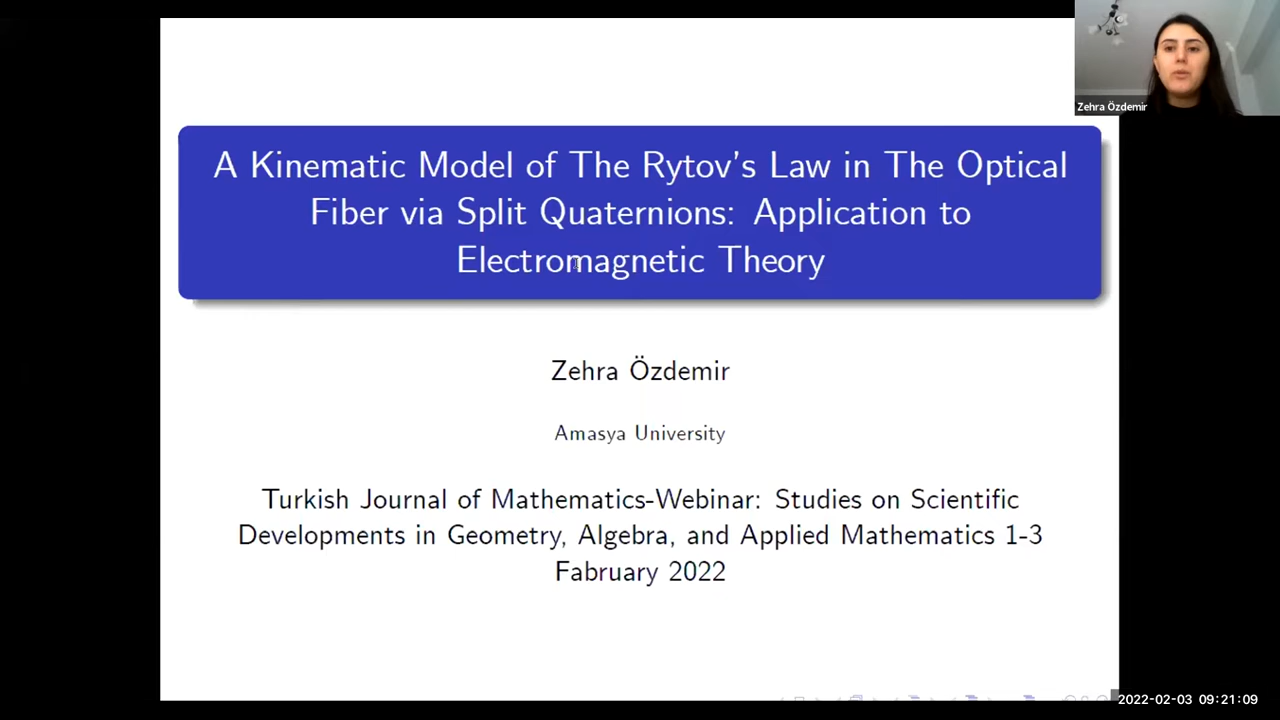 Zehra Özdemir
A Kinematic Model of The Rytov's Law in The Optical
Fiber via Split Quaternions: Application to
Electromagnetic Theory
Zehra Özdemir
Amasya University
Turkish Journal of Mathematics-Webinar: Studies on Scientific
Developments in Geometry, Algebra, and Applied Mathematics 1-3
Fabruary 2022
2022-02-03 09:21:09